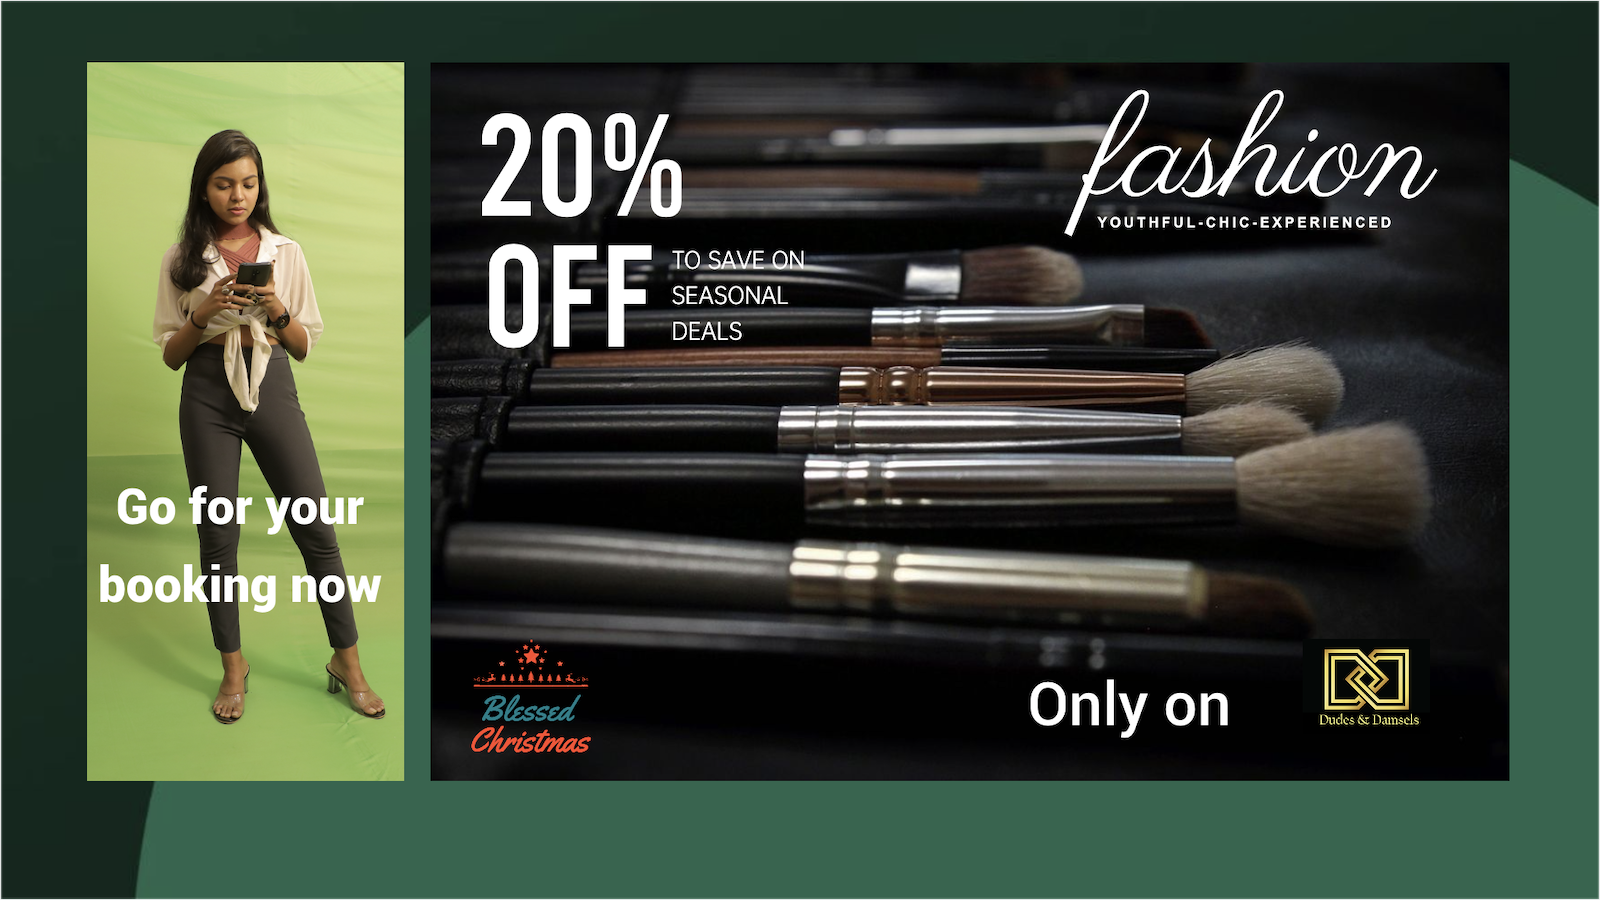 Go for your
booking now
20%
OFF
TO SAVE ON
SEASONAL
DEALS
fashion
YOUTHFUL-CHIC-EXPERIENCED
Blessed
Christmas
Only on
Dudes & Damsels